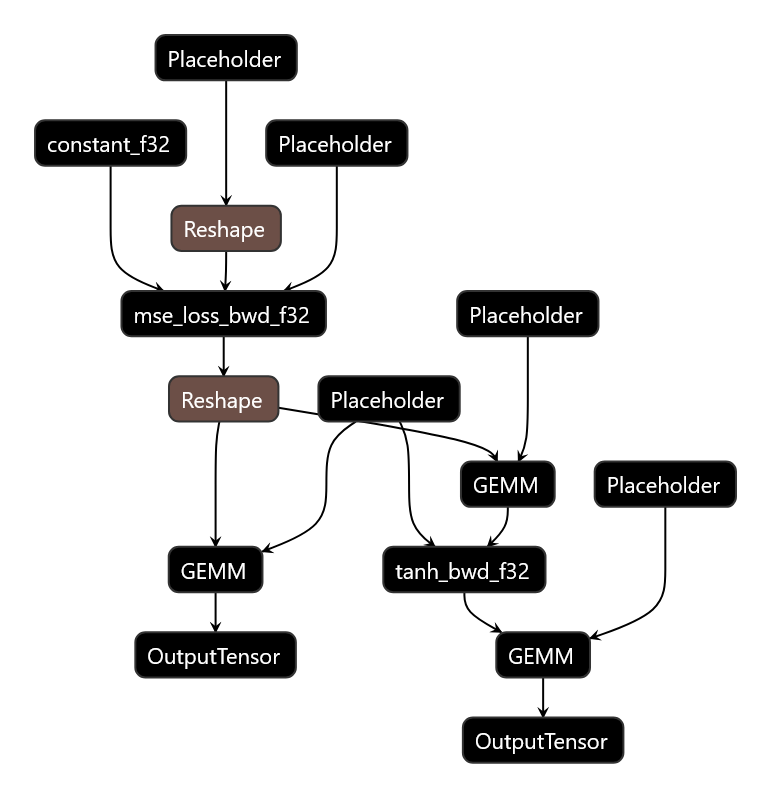 Placeholder
constant_f32
Placeholder
Reshape
mse_loss_bwd_f32
Placeholder
Reshape
Placeholder
GEMM
Placeholder
GEMM
tanh_bwd_f32
OutputTensor
GEMM
OutputTensor